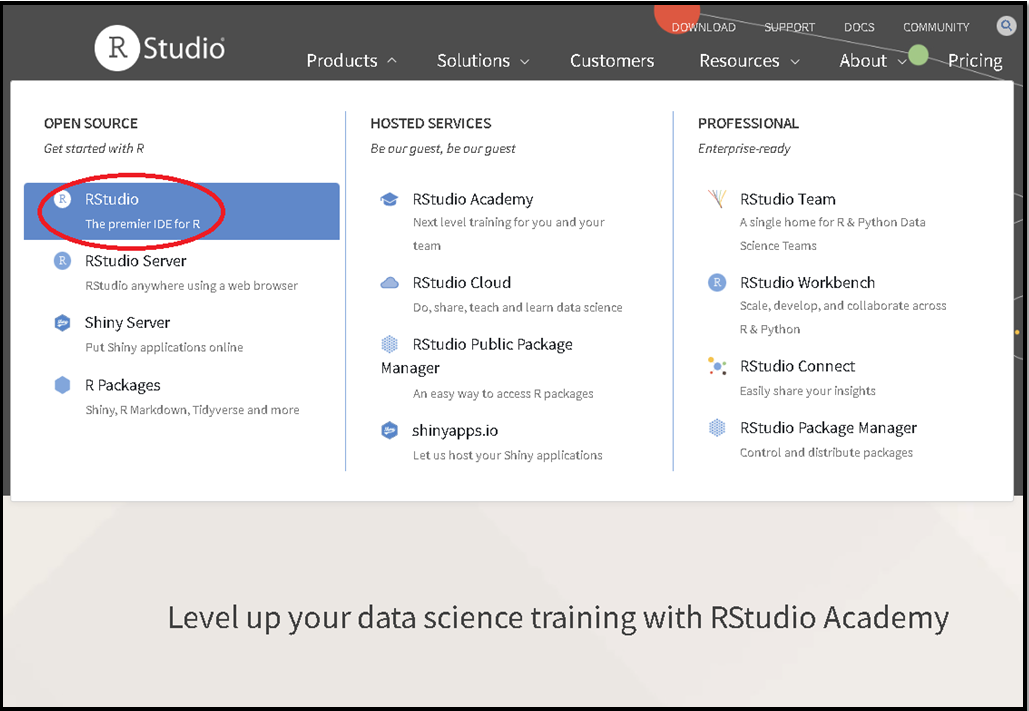 R Studio
DOWNLOAD SUPPORT DOCS COMMUNITY
Products Solutions Customers Resources About Pricing
OPEN SOURCE
Get started with R
R RStudio
The premier IDE for R
R RStudio Server
RStudio anywhere using a web browser
Shiny Server
Put Shiny applications online
R Packages
Shiny, R Markdown, Tidyverse and more
HOSTED SERVICES
Be our guest, be our guest
RStudio Academy
Next level training for you and your
team
RStudio Cloud
Do, share, teach and learn data science
RStudio Public Package
Manager
An easy way to access R packages
shinyapps.io
Let us host your Shiny applications
PROFESSIONAL
Enterprise-ready
RStudio Team
A single home for R & Python Data
Science Teams
R RStudio Workbench
Scale, develop, and collaborate across
R & Python
RStudio Connect
Easily share your insights
RStudio Package Manager
Control and distribute packages
Level up your data science training with RStudio Academy